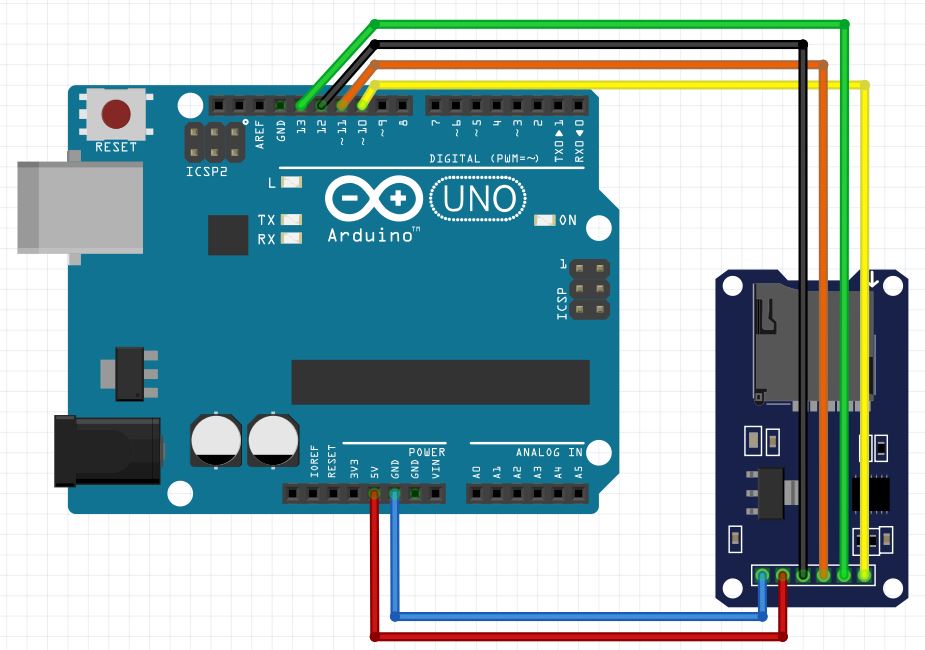 RESET
ICSP2
AREF
GND
13
12
~11
~10
~9
8
7
~6
~5
4
~3
2
TX0▶1
RX0◀0
DIGITAL (PWM=~)
L
TX
RX
UNO
ON
Arduino™
1
ICSP
IOREF
RESET
3V3
5V
GND
GND
VIN
POWER
ANALOG IN
A0
A1
A2
A3
A4
A5